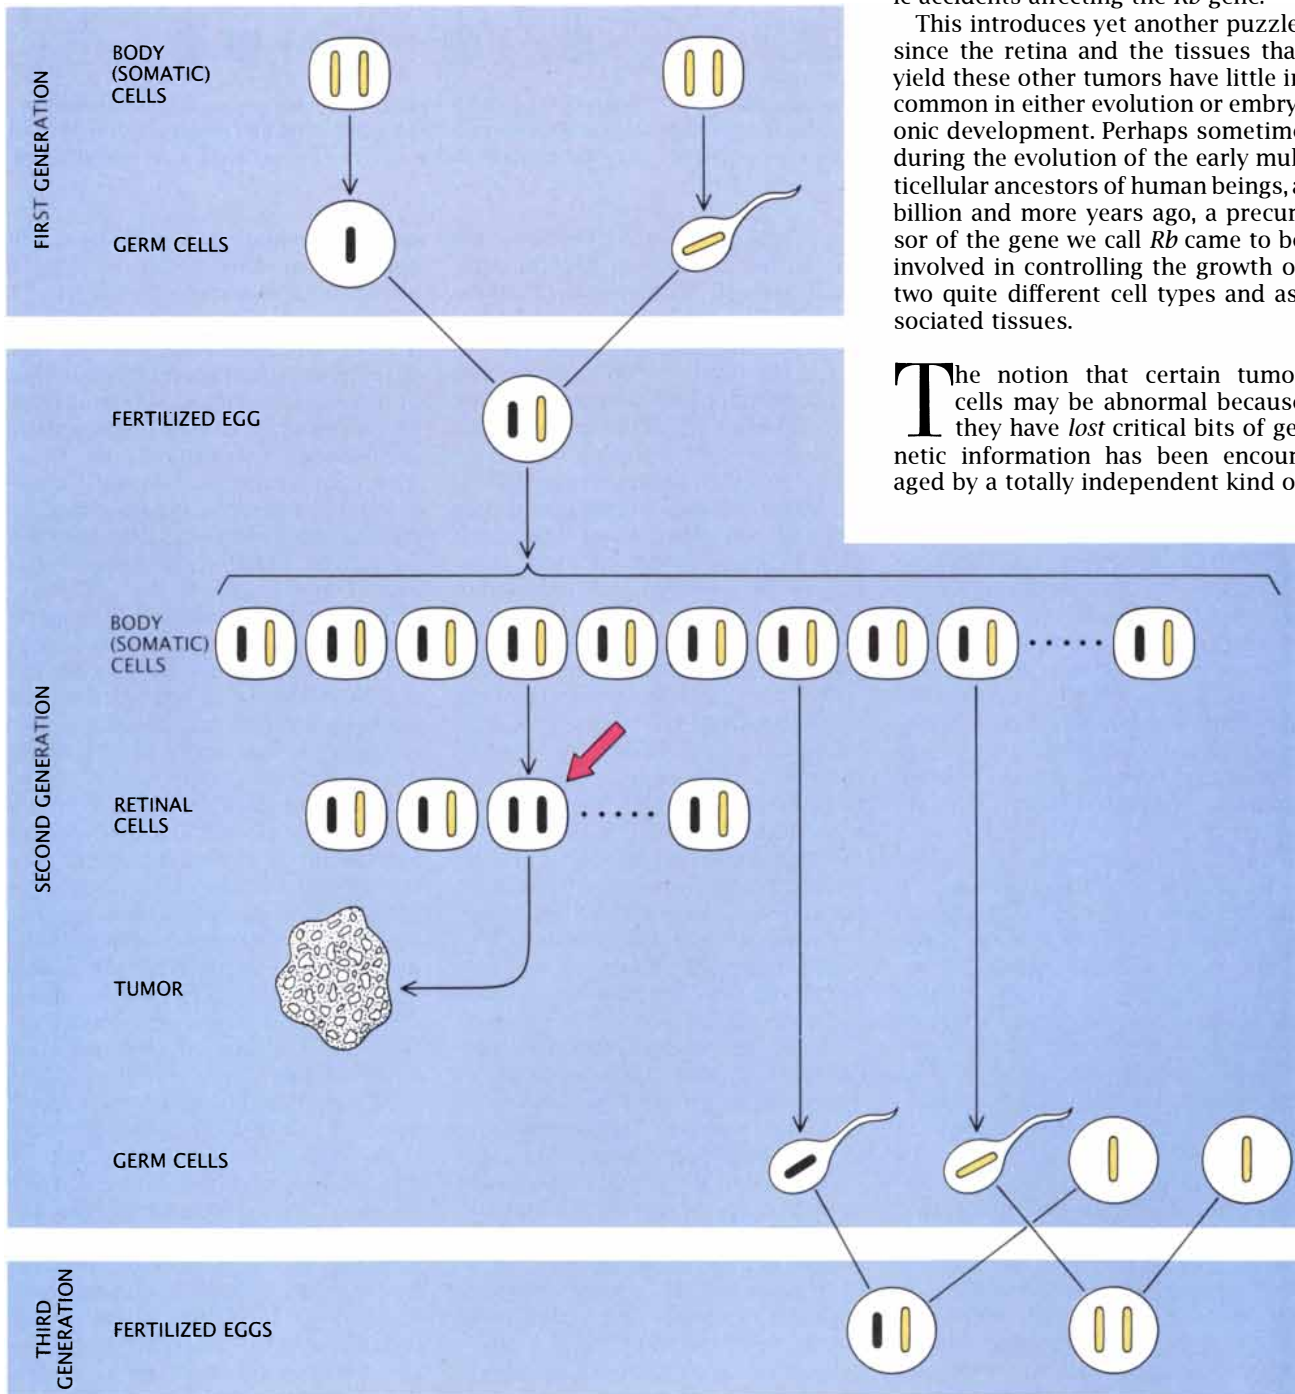 ic accidents affecting the Rb gene.
This introduces yet another puzzle
since the retina and the tissues tha
yield these other tumors have little in
common in either evolution or embry
onic development. Perhaps sometime
during the evolution of the early mul
ticellular ancestors of human beings, a
billion and more years ago, a precur
sor of the gene we call Rb came to be
involved in controlling the growth o
two quite different cell types and as
sociated tissues.
The notion that certain tumo
cells may be abnormal because
they have lost critical bits of ge
netic information has been encour
aged by a totally independent kind o
FIRST GENERATION
BODY
(SOMATIC)
CELLS
GERM CELLS
SECOND GENERATION
FERTILIZED EGG
BODY
(SOMATIC)
CELLS
RETINAL
CELLS
TUMOR
GERM CELLS
THIRD
GENERATION
FERTILIZED EGGS